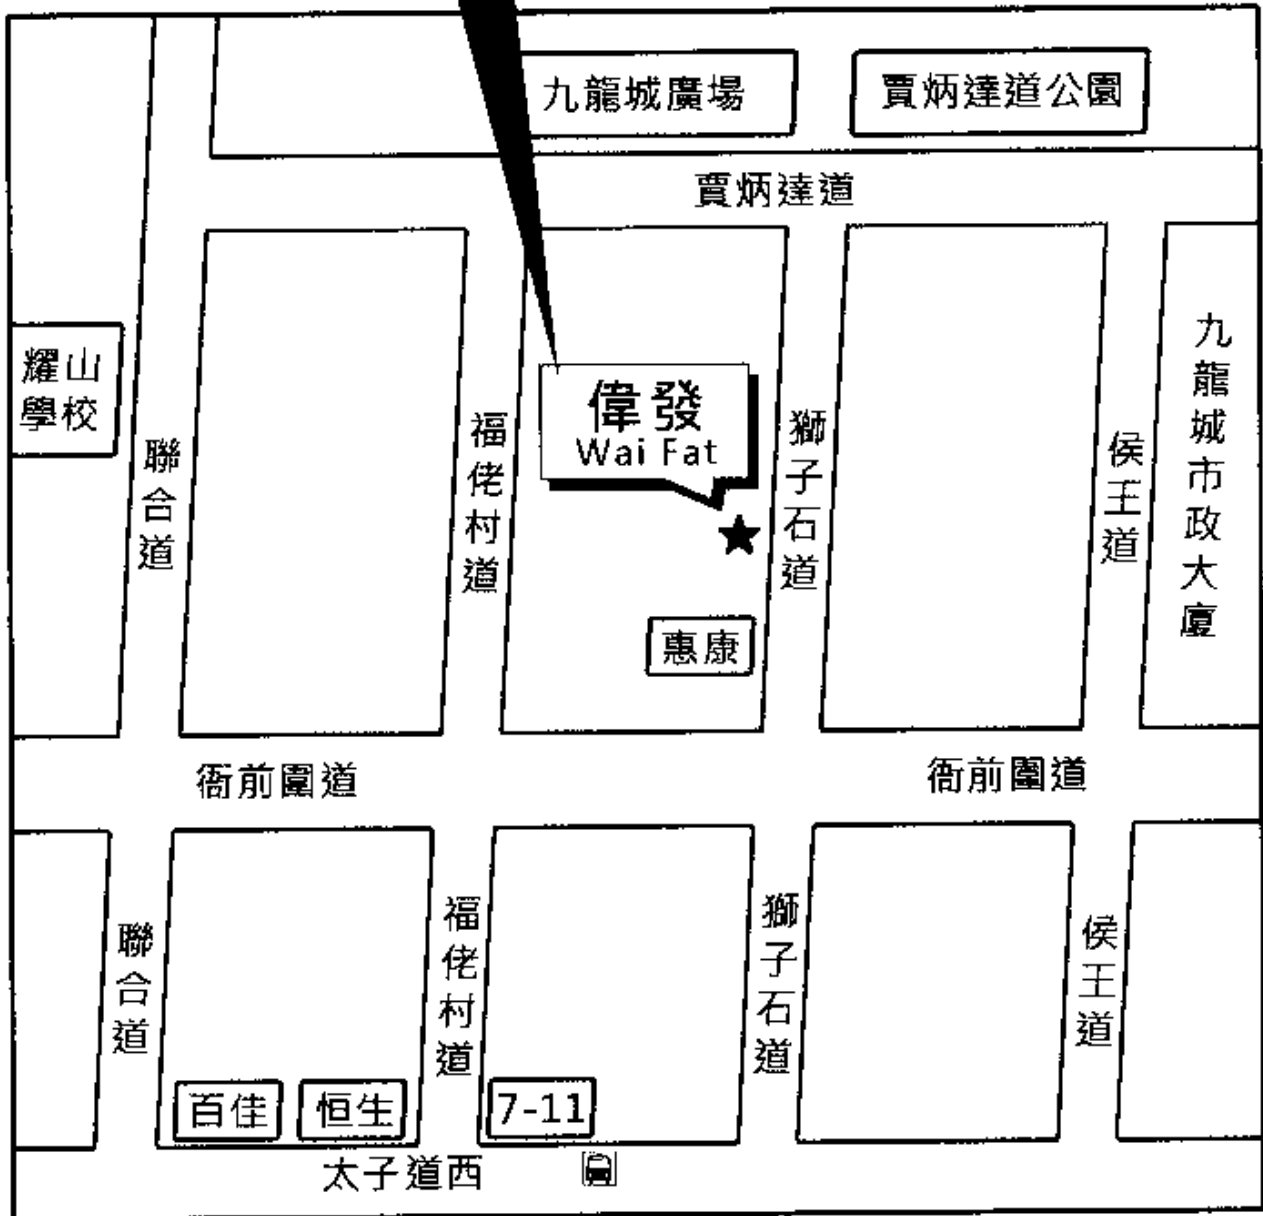 九龍城廣場
賈炳達道公園
賈炳達道
耀山
學校
聯合道
福佬村道
偉發
Wai Fat
獅子石道
侯王道
九龍城市政大廈
惠康
衙前圍道
衙前圍道
聯合道
福佬村道
獅子石道
侯王道
百佳
恒生
7-11
太子道西